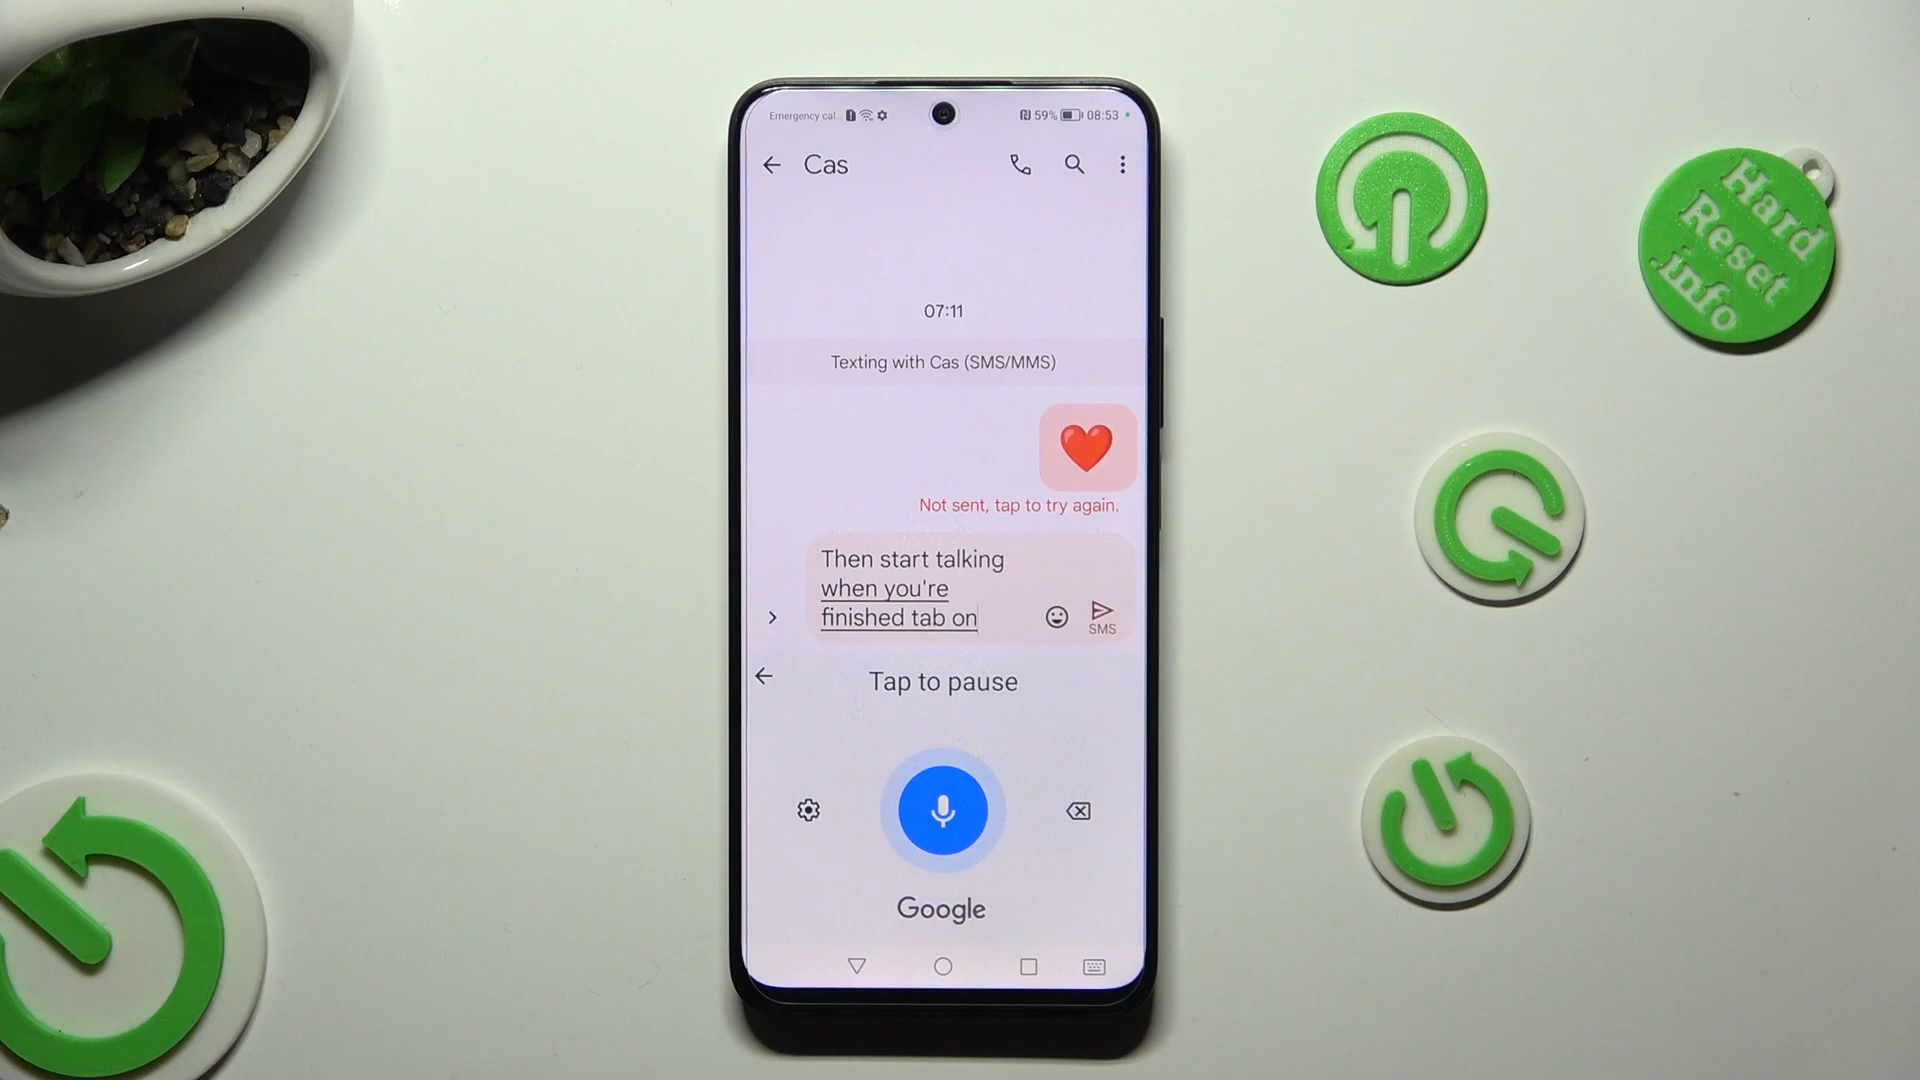 Emergency cal...
59% 08:53
Cas
07:11
Texting with Cas (SMS/MMS)
Not sent, tap to try again.
Then start talking
when you're
finished tab on
SMS
Tap to pause
Google
Hard
Reset
.info